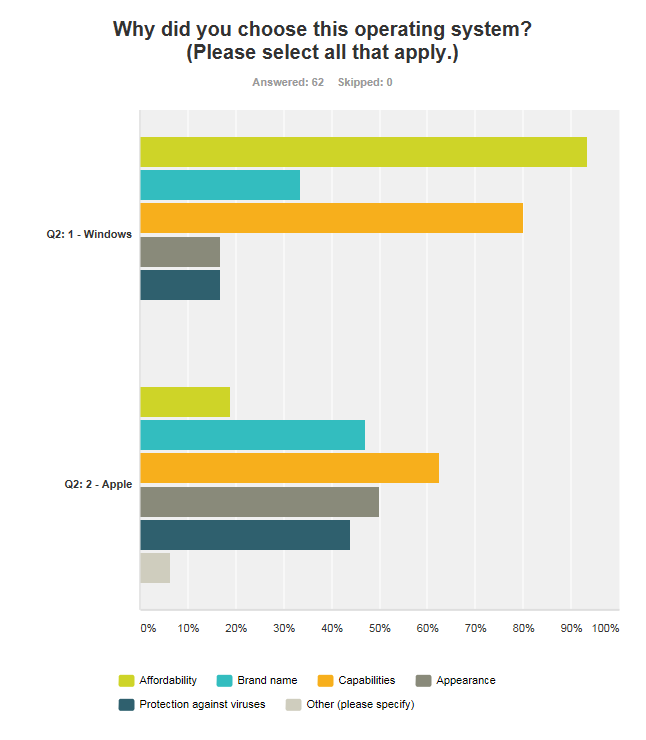 Why did you choose this operating system?
(Please select all that apply.)
Answered: 62 Skipped: 0
Q2: 1 - Windows
Q2: 2 - Apple
0% 10% 20% 30% 40% 50% 60% 70% 80% 90% 100%
Affordability Brand name Capabilities Appearance
Protection against viruses Other (please specify)